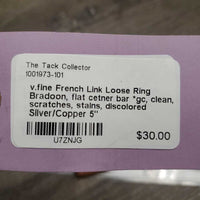 The Tack Collector
1001973-101
v.fine French Link Loose Ring
Bradoon, flat cetner bar *gc, clean,
scratches, stains, discolored
Silver/Copper 5"
$30.00
U7ZNJG